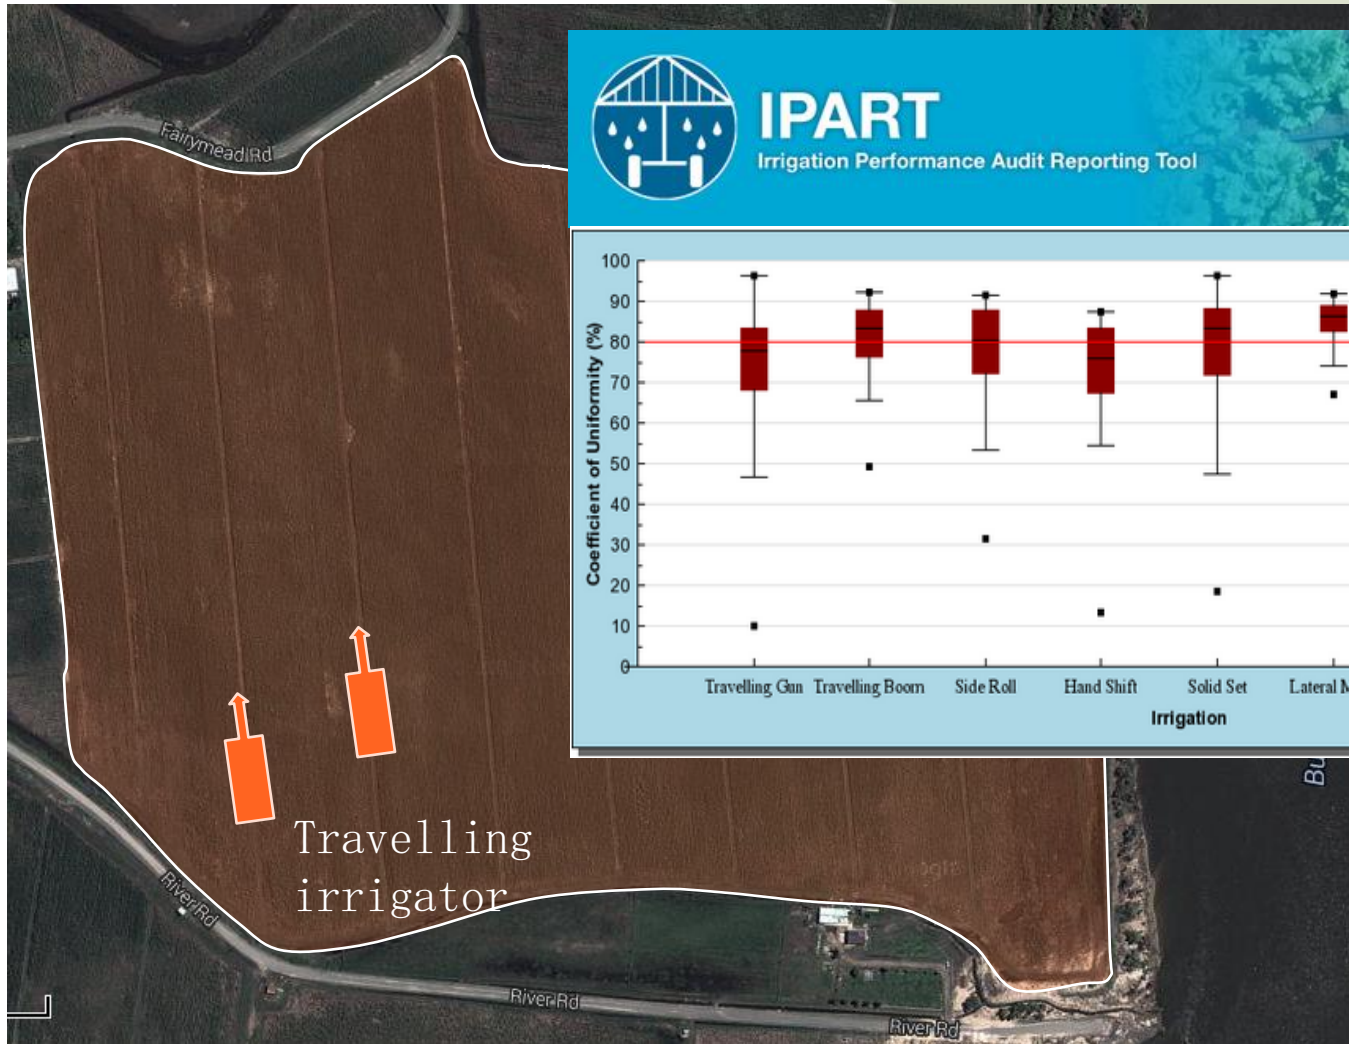 Fairymead Rd
IPART
Irrigation Performance Audit Reporting Tool
100
90
80
70
60
50
40
30
20
10
0
Coefficient of Uniformity (%)
Travelling Gun
Travelling Boom
Side Roll
Hand Shift
Solid Set
Lateral M
Irrigation
Bu
Travelling
irrigator
River Rd
River Rd
River Rd